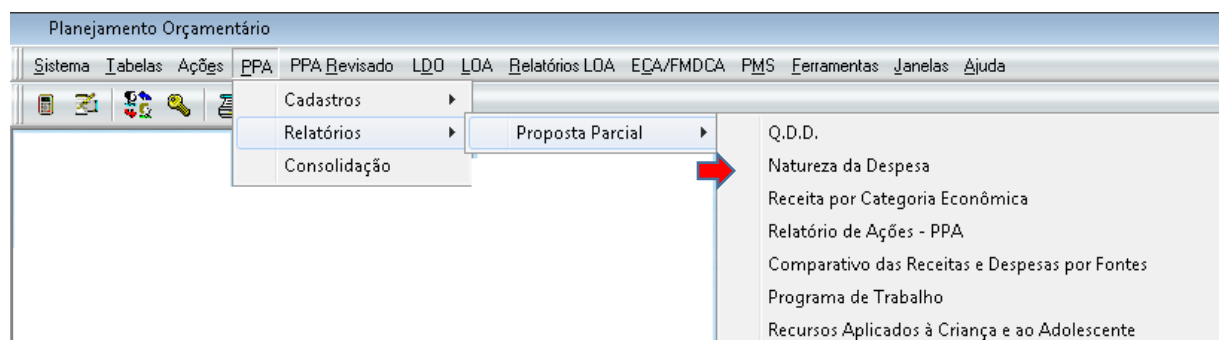 Planejamento Orçamentário
Sistema Tabelas Ações PPA PPA Revisado LDO LOA Relatórios LOA ECA/FMDCA PMS Ferramentas Janelas Ajuda
Cadastros
Relatórios
Consolidação
Proposta Parcial
Q.D.D.
Natureza da Despesa
Receita por Categoria Econômica
Relatório de Ações - PPA
Comparativo das Receitas e Despesas por Fontes
Programa de Trabalho
Recursos Aplicados à Criança e ao Adolescente